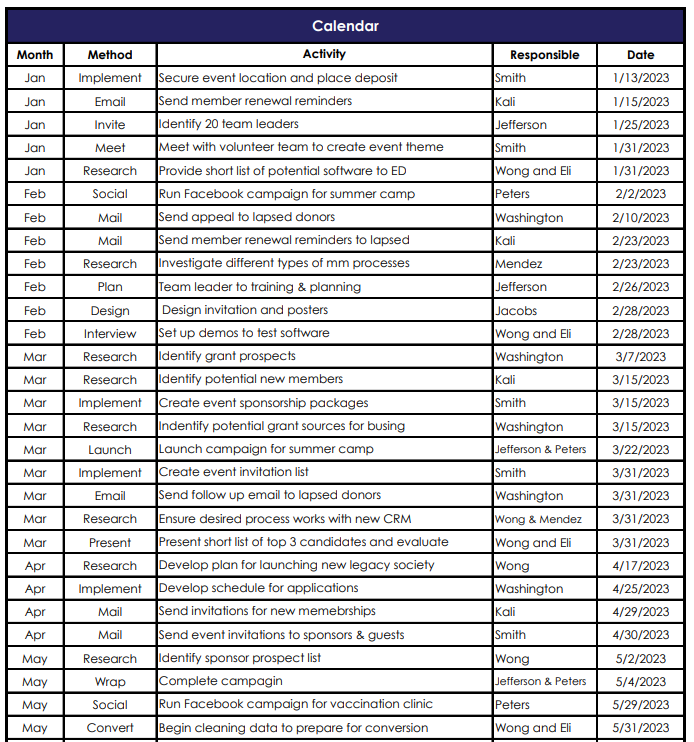 Calendar
Month Method Activity Responsible Date
Jan Implement Secure event location and place deposit Smith 1/13/2023
Jan Email Send member renewal reminders Kali 1/15/2023
Jan Invite Identify 20 team leaders Jefferson 1/25/2023
Jan Meet Meet with volunteer team to create event theme Smith 1/31/2023
Jan Research Provide short list of potential software to ED Wong and Eli 1/31/2023
Feb Social Run Facebook campaign for summer camp Peters 2/2/2023
Feb Mail Send appeal to lapsed donors Washington 2/10/2023
Feb Mail Send member renewal reminders to lapsed Kali 2/23/2023
Feb Research Investigate different types of mm processes Mendez 2/23/2023
Feb Plan Team leader to training & planning Jefferson 2/26/2023
Feb Design Design invitation and posters Jacobs 2/28/2023
Feb Interview Set up demos to test software Wong and Eli 2/28/2023
Mar Research Identify grant prospects Washington 3/7/2023
Mar Research Identify potential new members Kali 3/15/2023
Mar Implement Create event sponsorship packages Smith 3/15/2023
Mar Research Indentify potential grant sources for busing Washington 3/15/2023
Mar Launch Launch campaign for summer camp Jefferson & Peters 3/22/2023
Mar Implement Create event invitation list Smith 3/31/2023
Mar Email Send follow up email to lapsed donors Washington 3/31/2023
Mar Research Ensure desired process works with new CRM Wong & Mendez 3/31/2023
Mar Present Present short list of top 3 candidates and evaluate Wong and Eli 3/31/2023
Apr Research Develop plan for launching new legacy society Wong 4/17/2023
Apr Implement Develop schedule for applications Washington 4/25/2023
Apr Mail Send invitations for new memebrships Kali 4/29/2023
Apr Mail Send event invitations to sponsors & guests Smith 4/30/2023
May Research Identify sponsor prospect list Wong 5/2/2023
May Wrap Complete campagin Jefferson & Peters 5/4/2023
May Social Run Facebook campaign for vaccination clinic Peters 5/29/2023
May Convert Begin cleaning data to prepare for conversion Wong and Eli 5/31/2023